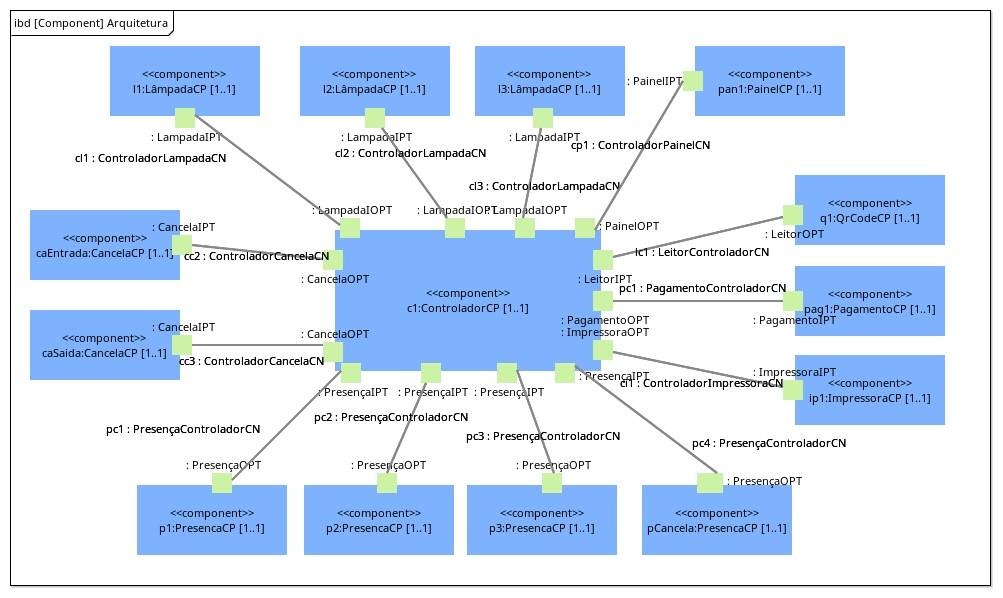 ibd [Component] Arquitetura
<<component>>
l1:LâmpadaCP [1..1]
<<component>>
l2:LâmpadaCP [1..1]
<<component>>
l3:LâmpadaCP [1..1]
: PainelIPT
<<component>>
pan1:PainelCP [1..1]
: LampadaIPT
: LampadaIPT
: LampadaIPT
cl1 : ControladorLampadaCN
cl2 : ControladorLampadaCN
cp1 : ControladorPainelCN
cl3 : ControladorLampadaCN
: LampadaIOPT
: LampadaIOPT
: LampadaIOPT
: PainelOPT
<<component>>
q1:QrCodeCP [1..1]
: LeitorOPT
: CancelaIPT
<<component>>
caEntrada:CancelaCP [1..1]
cc2 : ControladorCancelaCN
: CancelaOPT
lc1 : LeitorControladorCN
: LeitorIPT
<<component>>
c1:ControladorCP [1..1]
pc1 : PagamentoControladorCN
<<component>>
pag1:PagamentoCP [1..1]
: PagamentoOPT
: PagamentoIPT
: CancelaIPT
<<component>>
caSaida:CancelaCP [1..1]
: CancelaOPT
cc3 : ControladorCancelaCN
: ImpressoraOPT
: ImpressoraIPT
ci1 : ControladorImpressoraCN
<<component>>
ip1:ImpressoraCP [1..1]
: PresençaIPT
: PresençaIPT
: PresençaIPT
: PresençaIPT
pc1 : PresençaControladorCN
pc2 : PresençaControladorCN
pc3 : PresençaControladorCN
pc4 : PresençaControladorCN
: PresençaOPT
: PresençaOPT
: PresençaOPT
: PresençaOPT
<<component>>
p1:PresencaCP [1..1]
<<component>>
p2:PresencaCP [1..1]
<<component>>
p3:PresencaCP [1..1]
<<component>>
pCancela:PresencaCP [1..1]